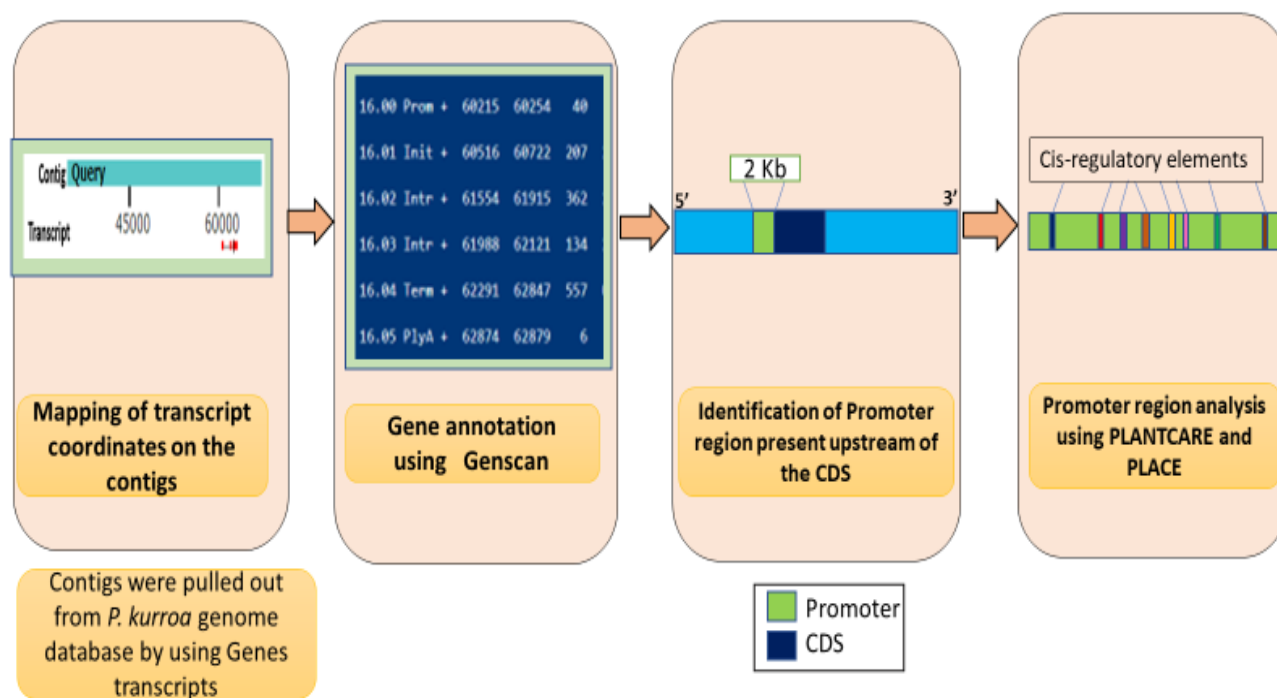 Contig Query
45000 60000
Transcript
Mapping of transcript
coordinates on the
contigs
Contigs were pulled out
from P. kurroa genome
database by using Genes
transcripts
16.00 Prom + 60215 60254 40
16.01 Init + 60516 60722 207
16.02 Intr + 61554 61915 362
16.03 Intr + 61988 62121 134
16.04 Term + 62291 62847 557
16.05 PlyA + 62874 62879 6
Gene annotation
using Genscan
2 Kb
5’ 3’
Identification of Promoter
region present upstream of
the CDS
Promoter
CDS
Cis-regulatory elements
Promoter region analysis
using PLANTCARE and
PLACE